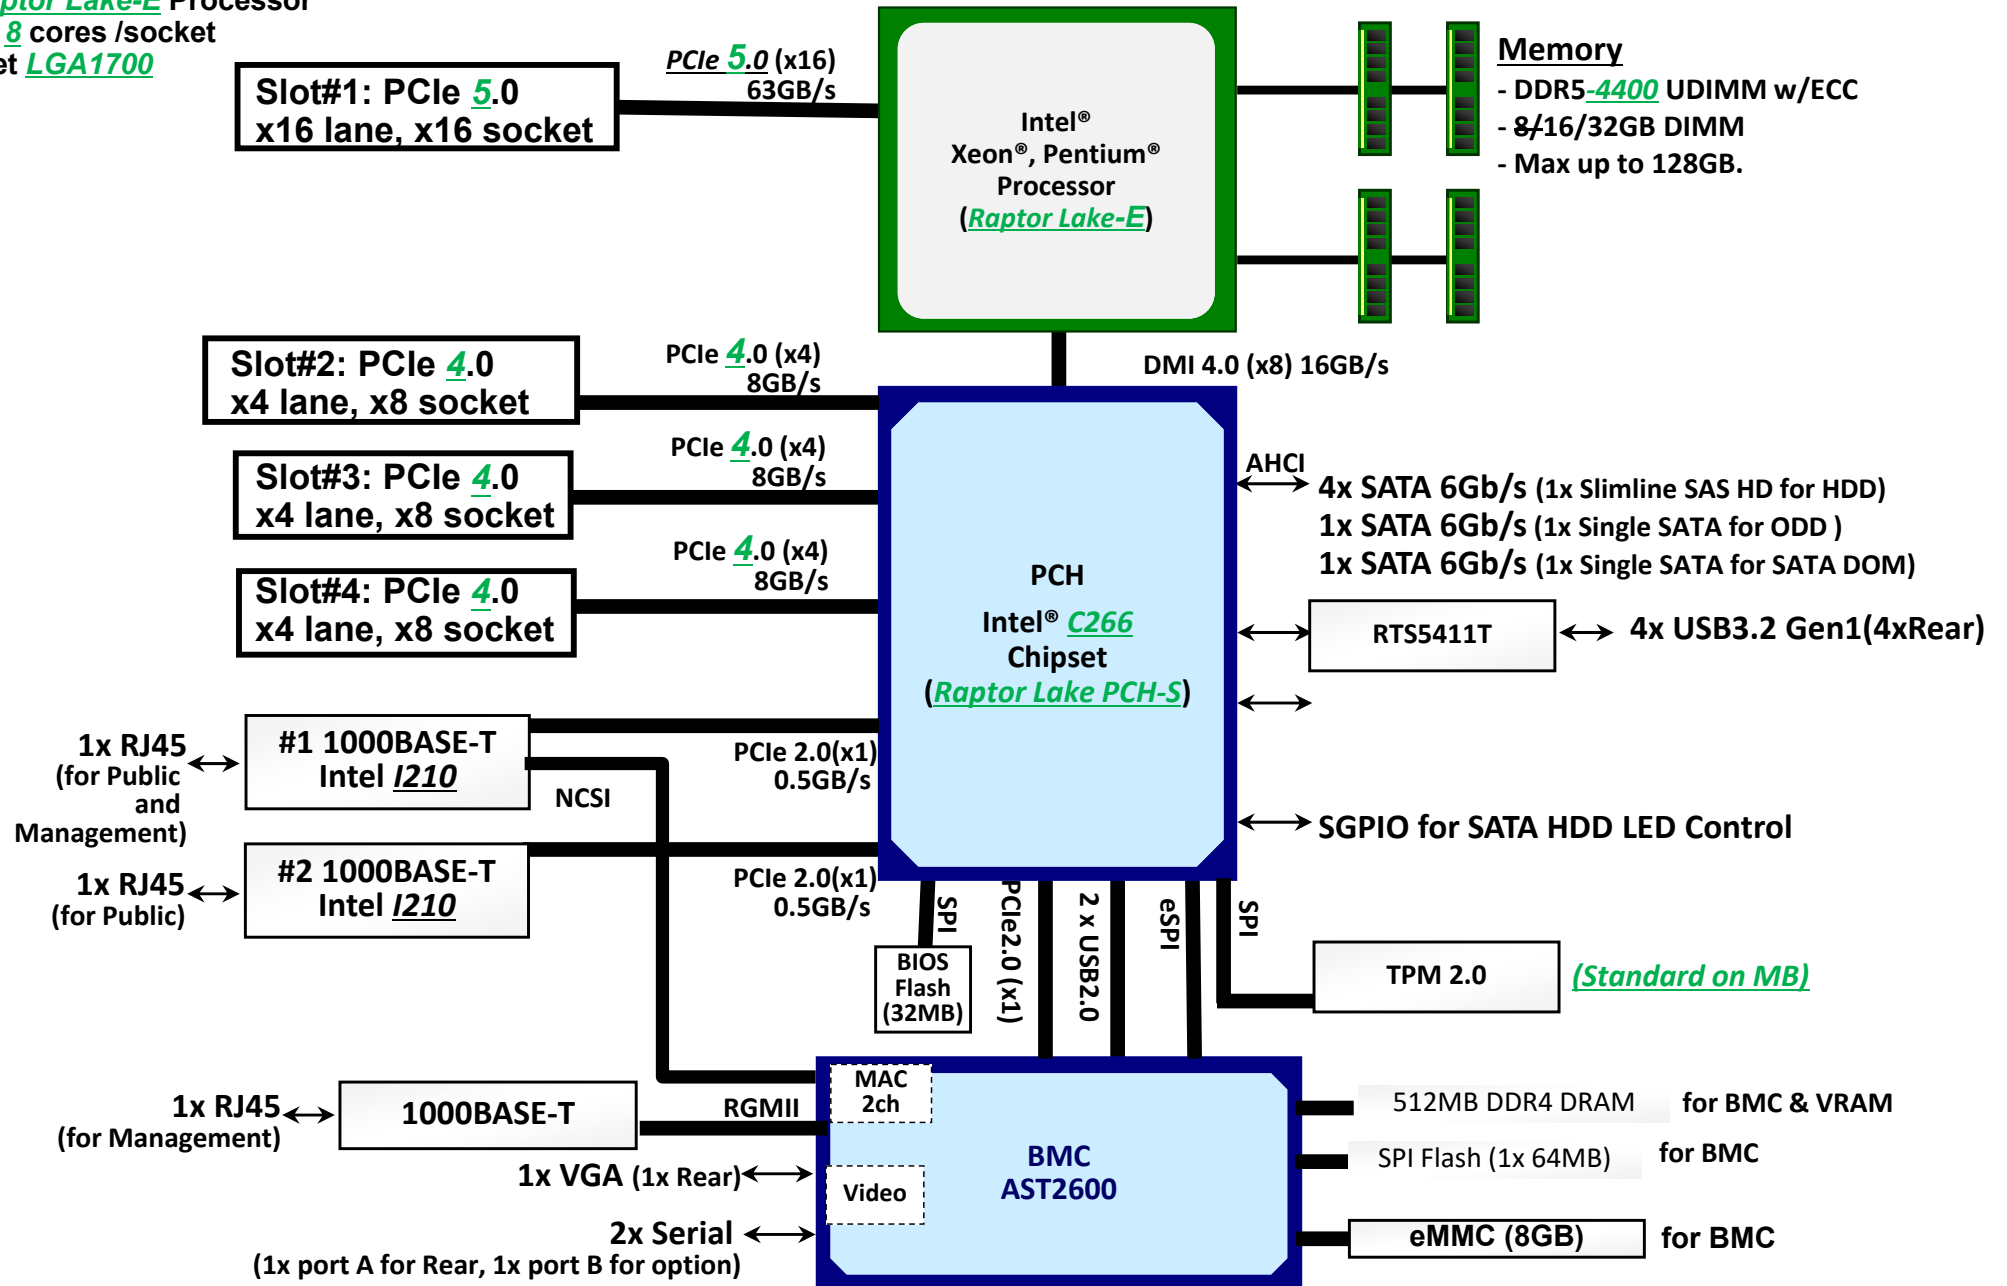 Lake-E Processor
8 cores /socket
LGA1700
Slot#1: PCIe 5.0
x16 lane, x16 socket
PCIe 5.0 (x16)
63GB/s
Intel®
Xeon®, Pentium®
Processor
(Raptor Lake-E)
Memory
- DDR5-4400 UDIMM w/ECC
- 8/16/32GB DIMM
- Max up to 128GB.
DMI 4.0 (x8) 16GB/s
Slot#2: PCIe 4.0
x4 lane, x8 socket
PCIe 4.0 (x4)
8GB/s
Slot#3: PCIe 4.0
x4 lane, x8 socket
PCIe 4.0 (x4)
8GB/s
Slot#4: PCIe 4.0
x4 lane, x8 socket
PCIe 4.0 (x4)
8GB/s
PCH
Intel® C266
Chipset
(Raptor Lake PCH-S)
AHCI
4x SATA 6Gb/s (1x Slimline SAS HD for HDD)
1x SATA 6Gb/s (1x Single SATA for ODD )
1x SATA 6Gb/s (1x Single SATA for SATA DOM)
RTS5411T
4x USB3.2 Gen1(4xRear)
1x RJ45
(for Public
and
Management)
#1 1000BASE-T
Intel I210
PCIe 2.0(x1)
0.5GB/s
NCSI
SGPIO for SATA HDD LED Control
1x RJ45
(for Public)
#2 1000BASE-T
Intel I210
PCIe 2.0(x1)
0.5GB/s
SPI
PCIe2.0 (x1)
2 x USB2.0
eSPI
SPI
BIOS
Flash
(32MB)
TPM 2.0
(Standard on MB)
1x RJ45
(for Management)
1000BASE-T
RGMII
MAC
2ch
BMC
AST2600
512MB DDR4 DRAM
for BMC & VRAM
SPI Flash (1x 64MB)
for BMC
1x VGA (1x Rear)
Video
2x Serial
(1x port A for Rear, 1x port B for option)
eMMC (8GB)
for BMC